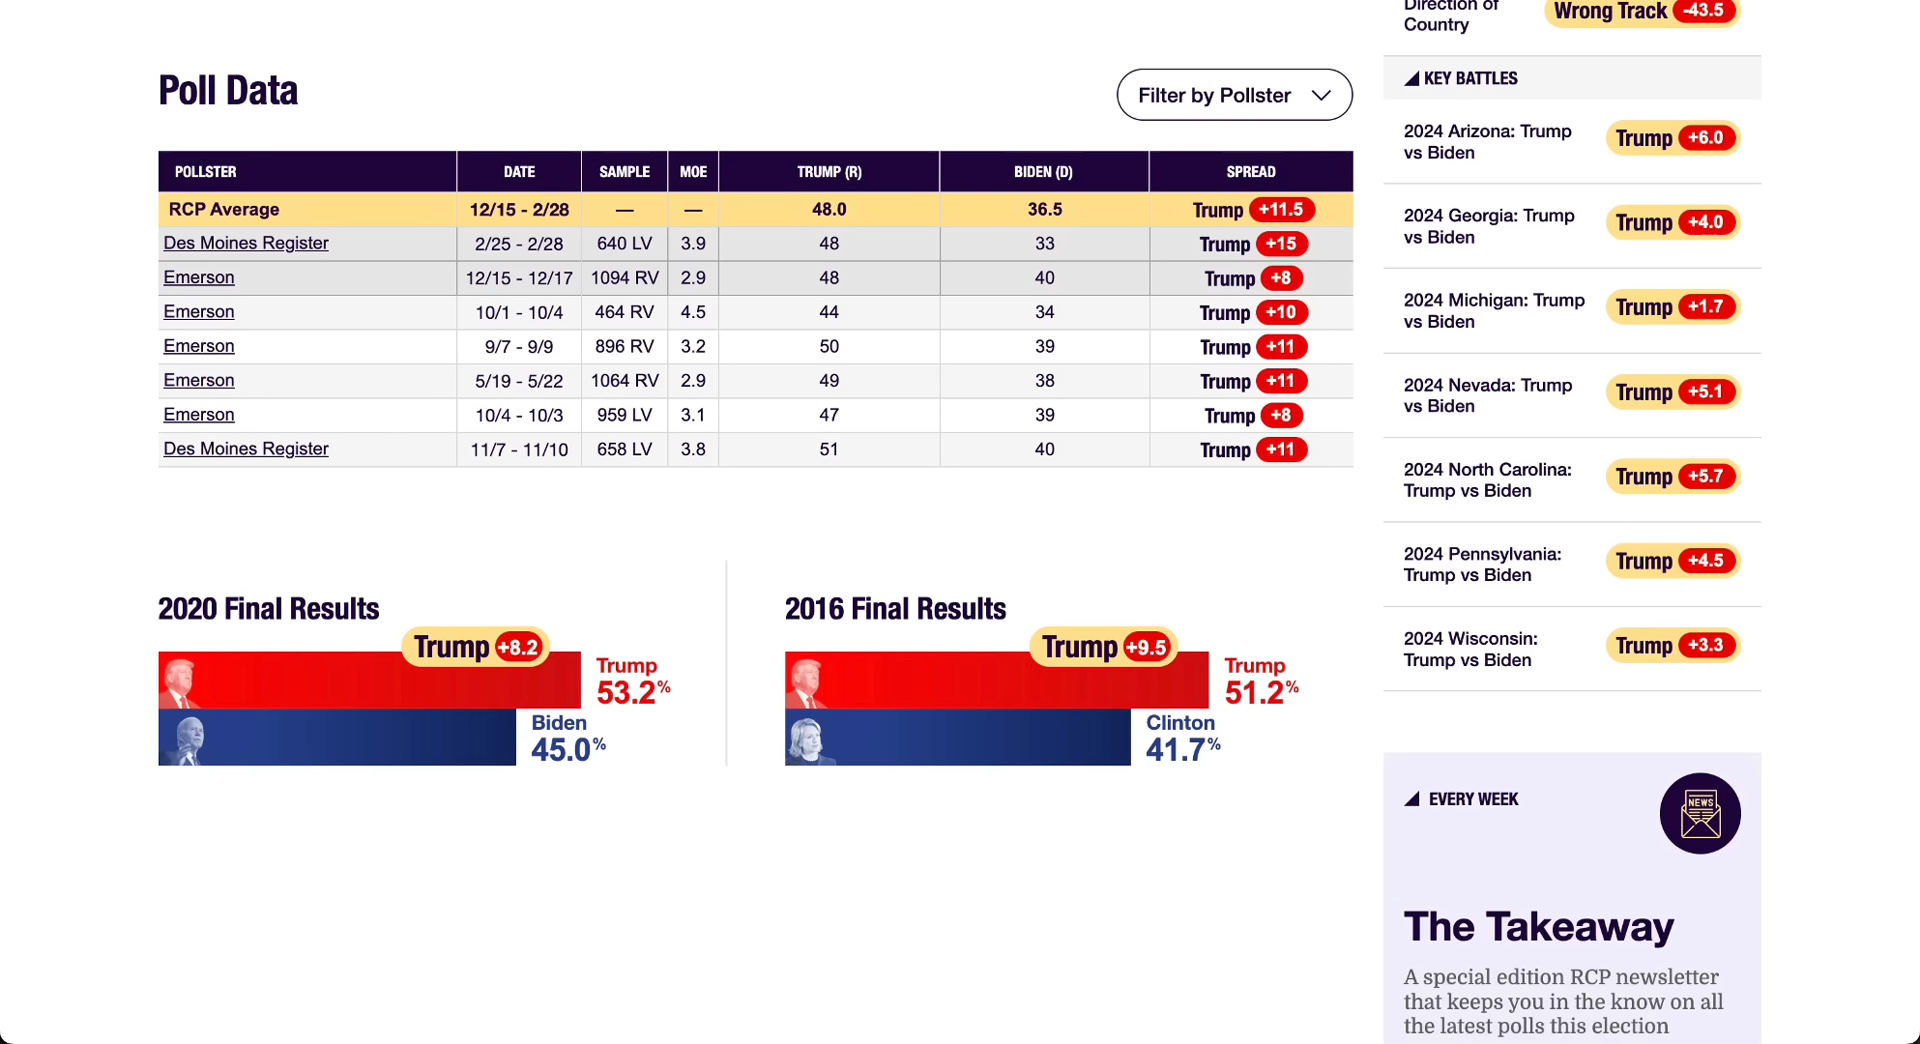 Direction of
Country
Wrong Track -43.5
Poll Data
Filter by Pollster
POLLSTER DATE SAMPLE MOE TRUMP (R) BIDEN (D) SPREAD
RCP Average 12/15 - 2/28 — — 48.0 36.5 Trump +11.5
Des Moines Register 2/25 - 2/28 640 LV 3.9 48 33 Trump +15
Emerson 12/15 - 12/17 1094 RV 2.9 48 40 Trump +8
Emerson 10/1 - 10/4 464 RV 4.5 44 34 Trump +10
Emerson 9/7 - 9/9 896 RV 3.2 50 39 Trump +11
Emerson 5/19 - 5/22 1064 RV 2.9 49 38 Trump +11
Emerson 10/4 - 10/3 959 LV 3.1 47 39 Trump +8
Des Moines Register 11/7 - 11/10 658 LV 3.8 51 40 Trump +11
2020 Final Results
Trump +8.2
Trump
53.2%
Biden
45.0%
2016 Final Results
Trump +9.5
Trump
51.2%
Clinton
41.7%
KEY BATTLES
2024 Arizona: Trump
vs Biden
Trump +6.0
2024 Georgia: Trump
vs Biden
Trump +4.0
2024 Michigan: Trump
vs Biden
Trump +1.7
2024 Nevada: Trump
vs Biden
Trump +5.1
2024 North Carolina:
Trump vs Biden
Trump +5.7
2024 Pennsylvania:
Trump vs Biden
Trump +4.5
2024 Wisconsin:
Trump vs Biden
Trump +3.3
EVERY WEEK
NEWS
The Takeaway
A special edition RCP newsletter
that keeps you in the know on all
the latest polls this election